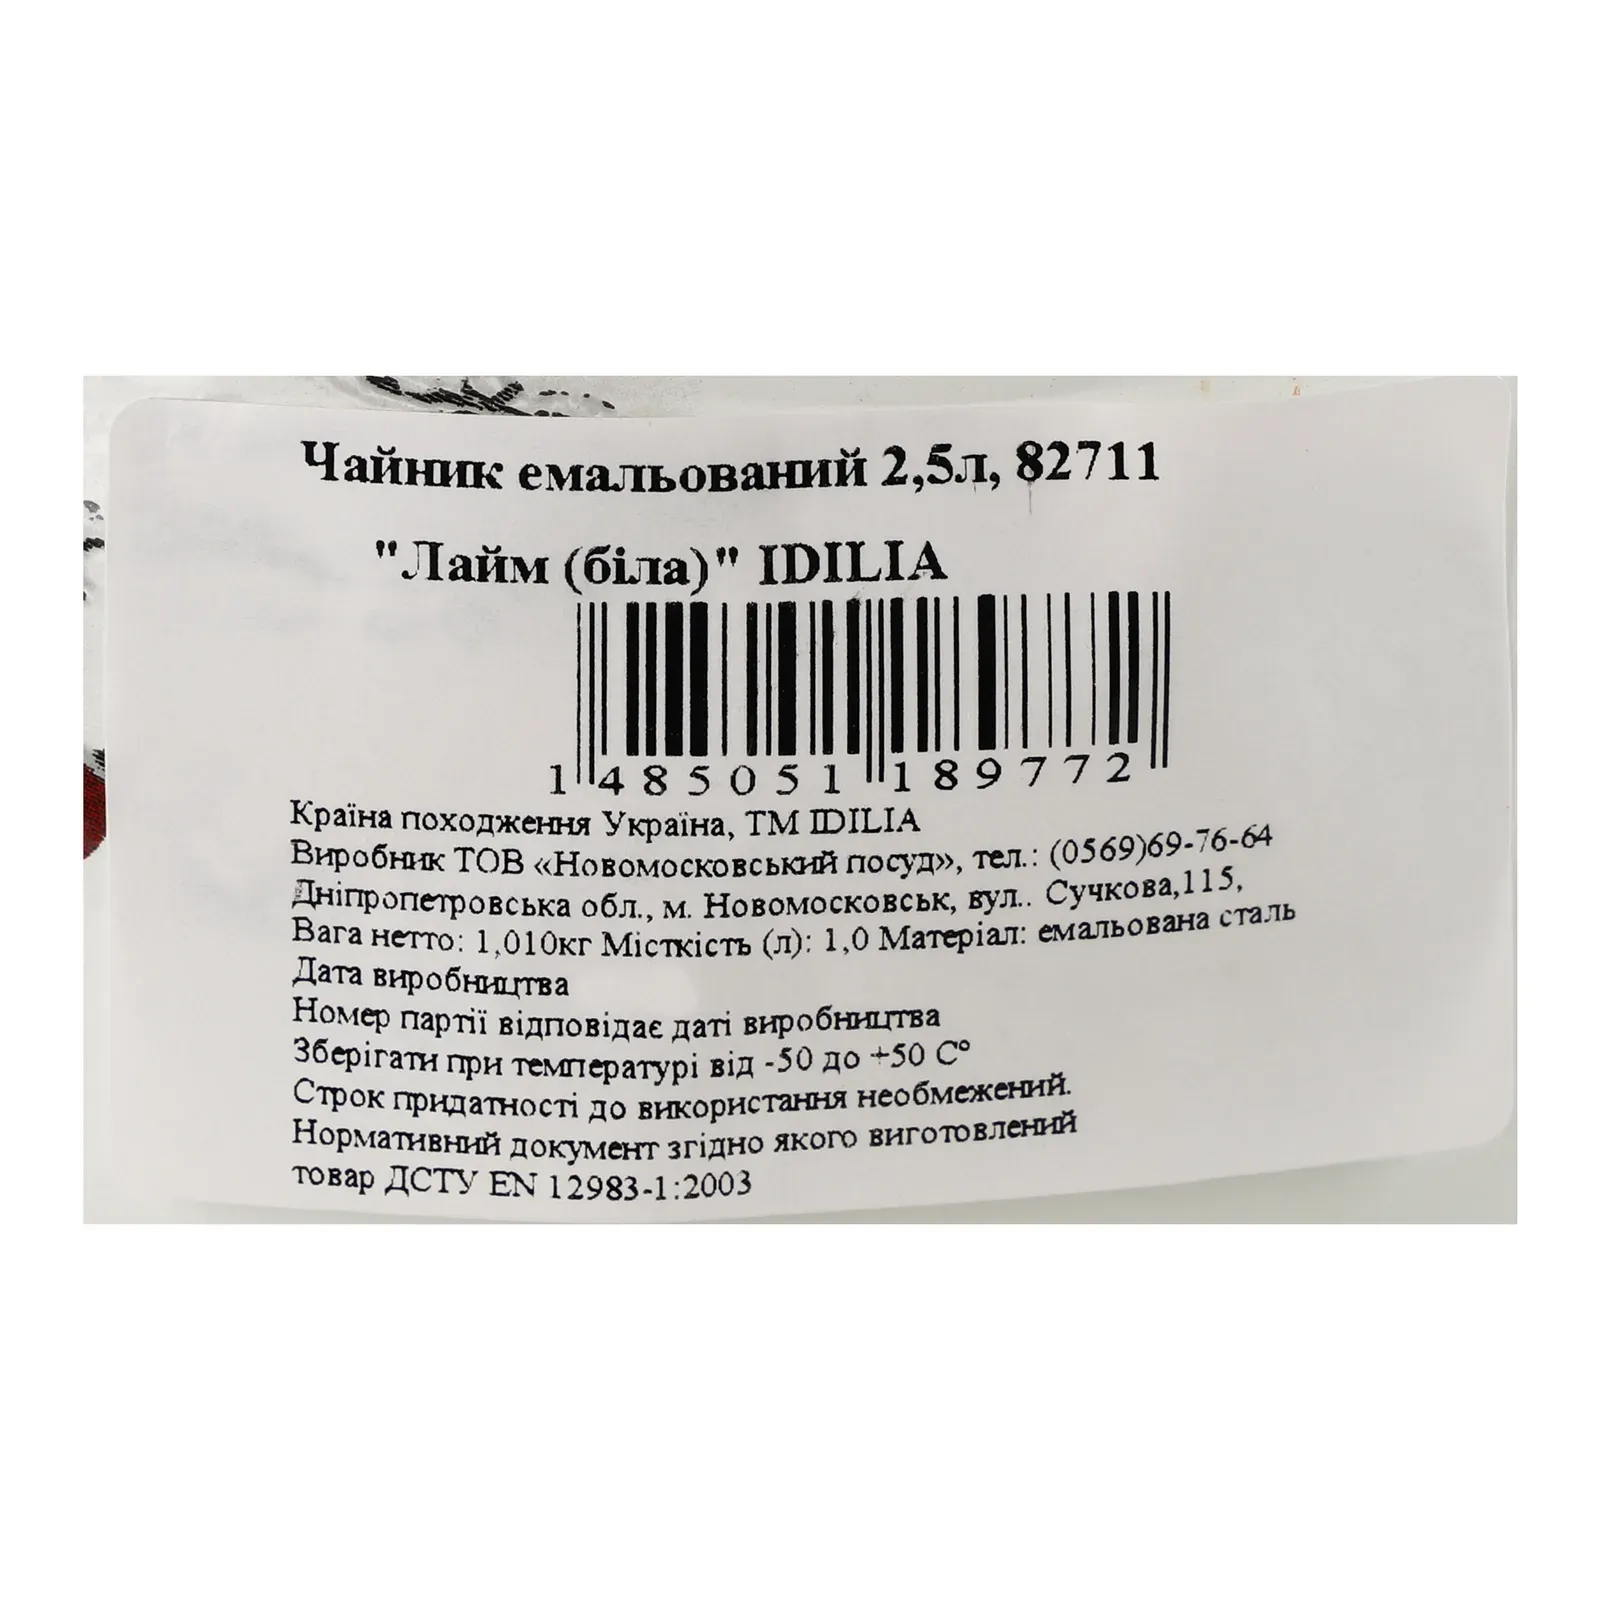 Чайник емальований 2,5л, 82711
"Лайм (біла)" IDILIA
1 485051 189772
Країна походження Україна, ТМ IDILIA
Виробник ТОВ «Новомосковський посуд», тел.: (0569)69-76-64
Дніпропетровська обл., м. Новомосковськ, вул.. Сучкова,115,
Вага нетто: 1,010кг Місткість (л): 1,0 Матеріал: емальована сталь
Дата виробництва
Номер партії відповідає даті виробництва
Зберігати при температурі від -50 до +50 С°
Строк придатності до використання необмежений.
Нормативний документ згідно якого виготовлений
товар ДСТУ EN 12983-1:2003